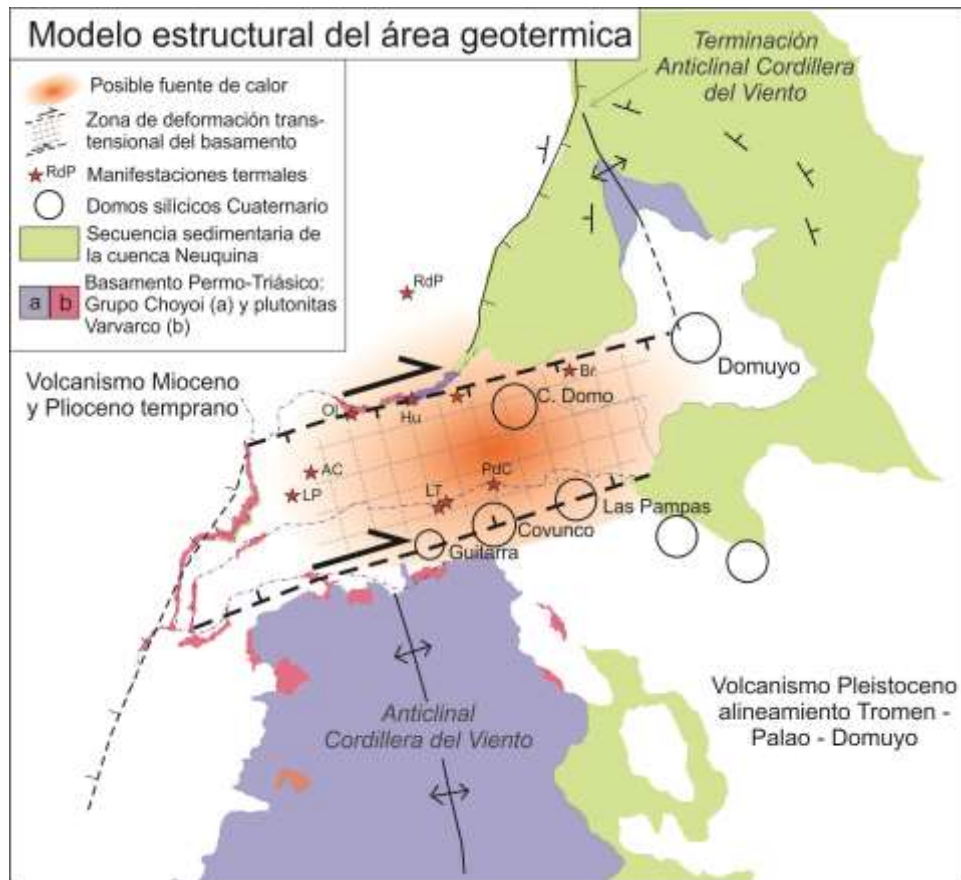 Modelo estructural del área geotermica
Posible fuente de calor
Zona de deformación trans-
tensional del basamento
RdP
Manifestaciones termales
Domos silícicos Cuaternario
Secuencia sedimentaria de
la cuenca Neuquina
a b
Basamento Permo-Triásico:
Grupo Choyoi (a) y plutonitas
Varvarco (b)
Terminación
Anticlinal Cordillera
del Viento
RdP
Domuyo
Br
Volcanismo Mioceno
y Plioceno temprano
C. Domo
Hu
AC
PdC
LP
LT
Las Pampas
Covunco
Guitarra
Volcanismo Pleistoceno
alineamiento Tromen -
Palao - Domuyo
Anticlinal
Cordillera del Viento